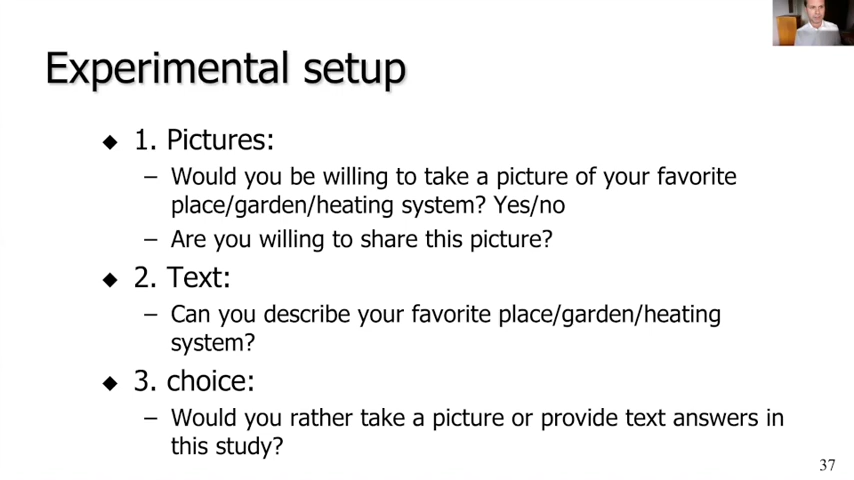 Experimental setup
◆ 1. Pictures:
– Would you be willing to take a picture of your favorite
place/garden/heating system? Yes/no
– Are you willing to share this picture?
◆ 2. Text:
– Can you describe your favorite place/garden/heating
system?
◆ 3. choice:
– Would you rather take a picture or provide text answers in
this study?
37